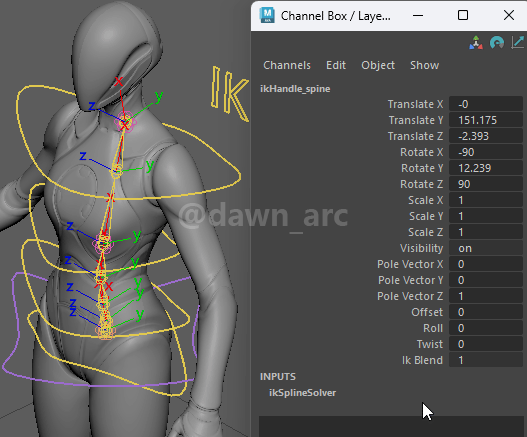 Channel Box / Laye...
Channels Edit Object Show
ikHandle_spine
Translate X -0
Translate Y 151.175
Translate Z -2.393
Rotate X -90
Rotate Y 12.239
Rotate Z 90
Scale X 1
Scale Y 1
Scale Z 1
Visibility on
Pole Vector X 0
Pole Vector Y 0
Pole Vector Z 1
Offset 0
Roll 0
Twist 0
Ik Blend 1
INPUTS
ikSplineSolver
M
IK
x
y
z
z
y
@dawn_arc
x
z
y
z
y
x
z
y
z
y
z
y